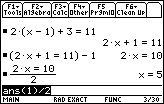 F1▼ F2▼ F3▼ F4▼ F5 F6▼
Tools Algebra Calc Other PrgmIO Clean Up
■ 2·(x − 1) + 3 = 11
2·x + 1 = 11
■ (2·x + 1 = 11) − 1
2·x = 10
■ 2·x = 10
2
x = 5
ans(1)/2
MAIN RAD EXACT FUNC 3/30